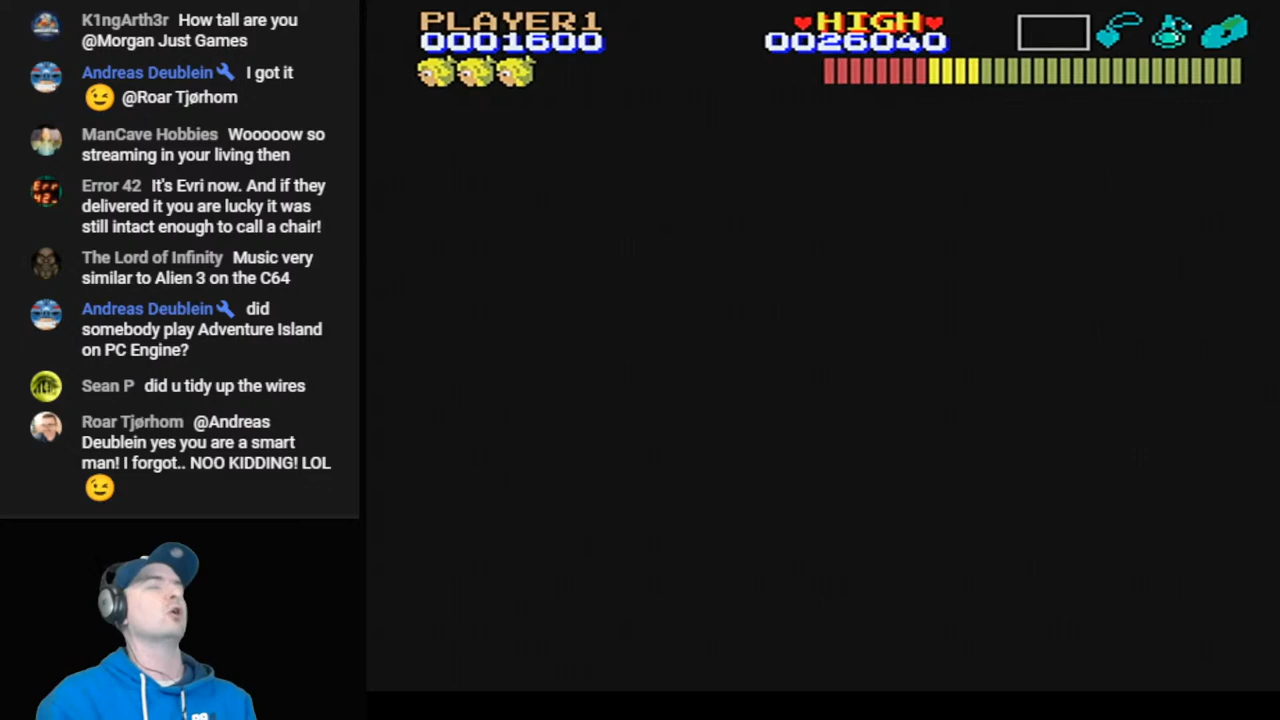 K1ngArth3r How tall are you
@Morgan Just Games
Andreas Deublein I got it
@Roar Tjørhom
ManCave Hobbies Wooooow so
streaming in your living then
Error 42 It's Evri now. And if they
delivered it you are lucky it was
still intact enough to call a chair!
The Lord of Infinity Music very
similar to Alien 3 on the C64
Andreas Deublein did
somebody play Adventure Island
on PC Engine?
Sean P did u tidy up the wires
Roar Tjørhom @Andreas
Deublein yes you are a smart
man! I forgot.. NOO KIDDING! LOL
PLAYER1
0001600
HIGH
0026040